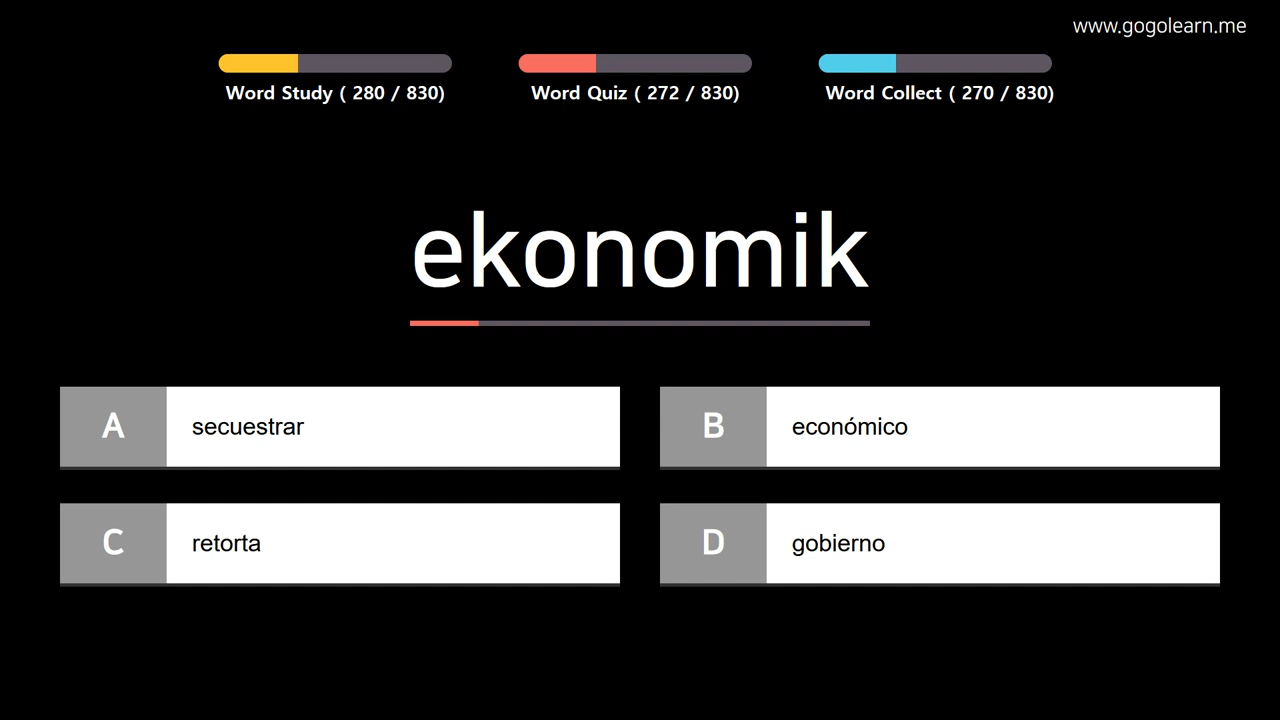 www.gogolearn.me
Word Study ( 280 / 830)
Word Quiz ( 272 / 830)
Word Collect ( 270 / 830)
ekonomik
A secuestrar
B económico
C retorta
D gobierno